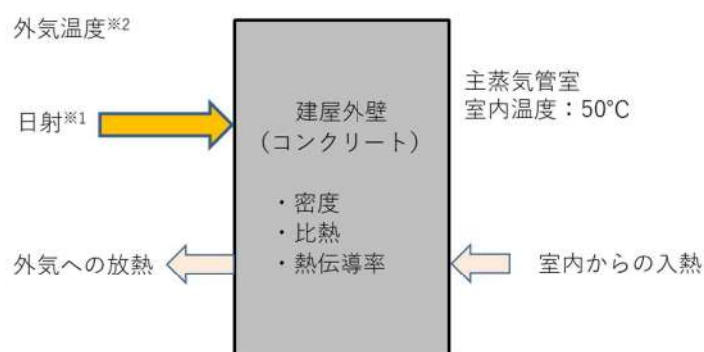 外気温度※2
日射※1
建屋外壁
（コンクリート）
・密度
・比熱
・熱伝導率
主蒸気管室
室内温度：50℃
外気への放熱
室内からの入熱